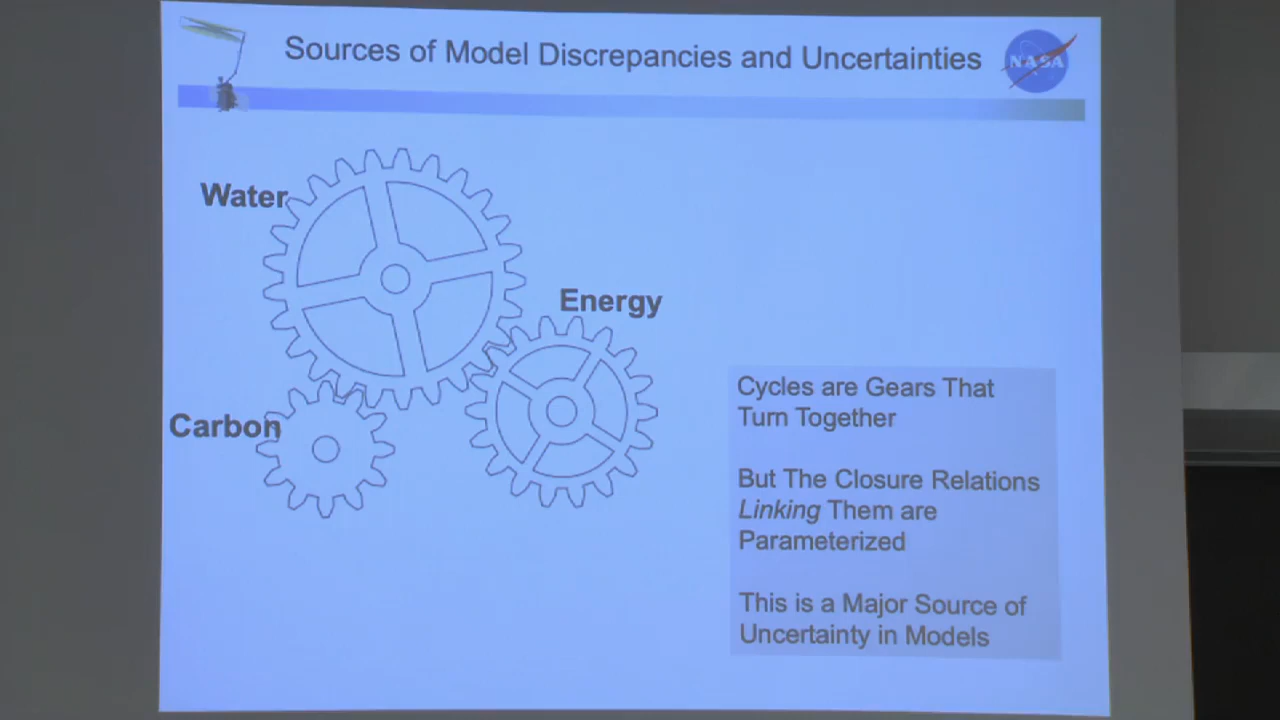 Sources of Model Discrepancies and Uncertainties
NASA
Water
Energy
Carbon
Cycles are Gears That
Turn Together
But The Closure Relations
Linking Them are
Parameterized
This is a Major Source of
Uncertainty in Models